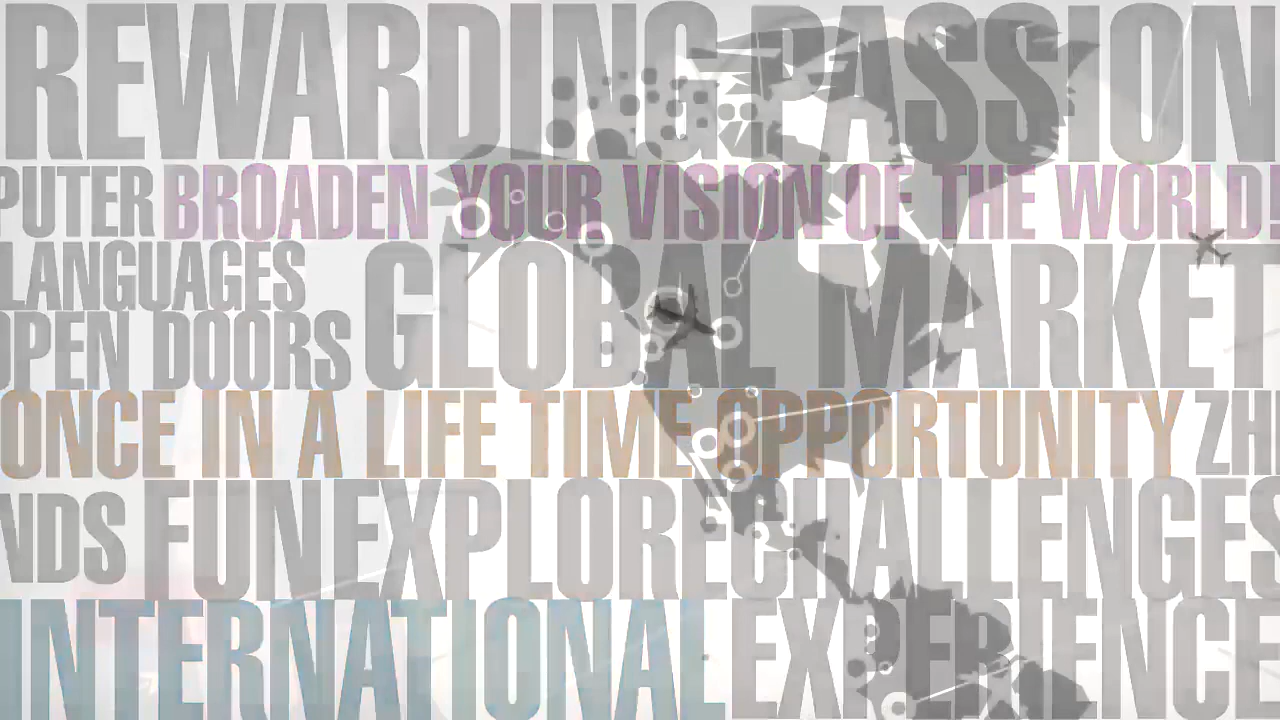 REWARDING PASSION
PUTER BROADEN YOUR VISION OF THE WORLD!
LANGUAGES
OPEN DOORS GLOBAL MARKET
ONCE IN A LIFE TIME OPPORTUNITY ZHI
NDS FUN EXPLORE CHALLENGES
INTERNATIONAL EXPERIENCE